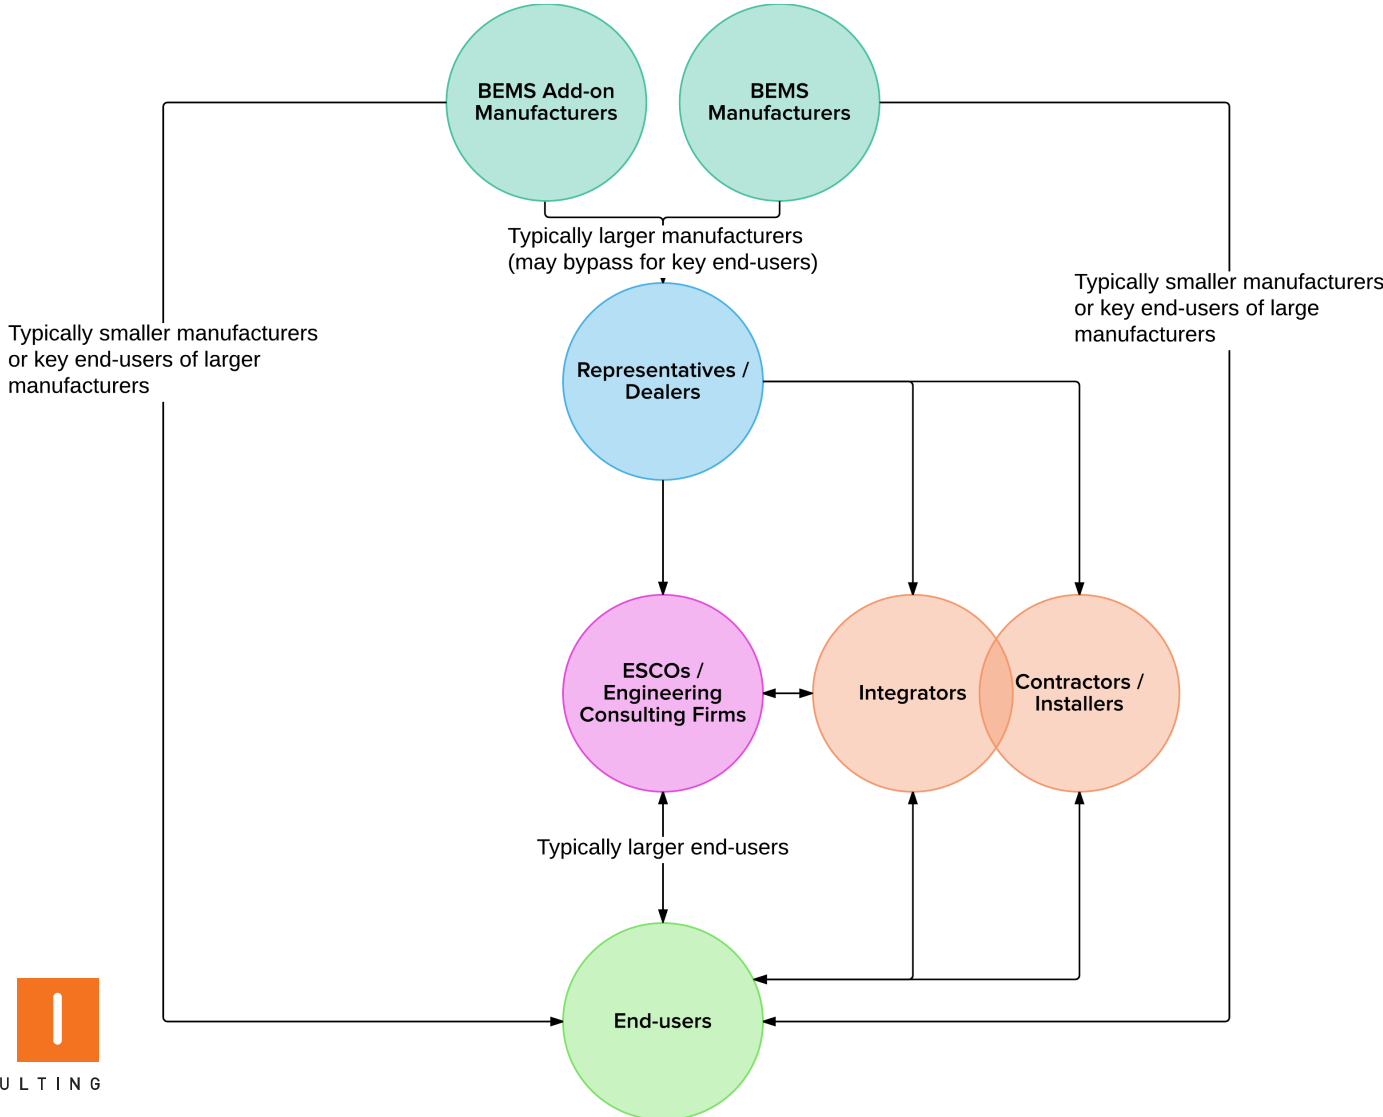 BEMS Add-on
Manufacturers
BEMS
Manufacturers
Typically larger manufacturers
(may bypass for key end-users)
Typically smaller manufacturers
or key end-users of large
manufacturers
Typically smaller manufacturers
or key end-users of larger
manufacturers
Representatives /
Dealers
ESCOs /
Engineering
Consulting Firms
Integrators
Contractors /
Installers
Typically larger end-users
End-users
I
ULTING